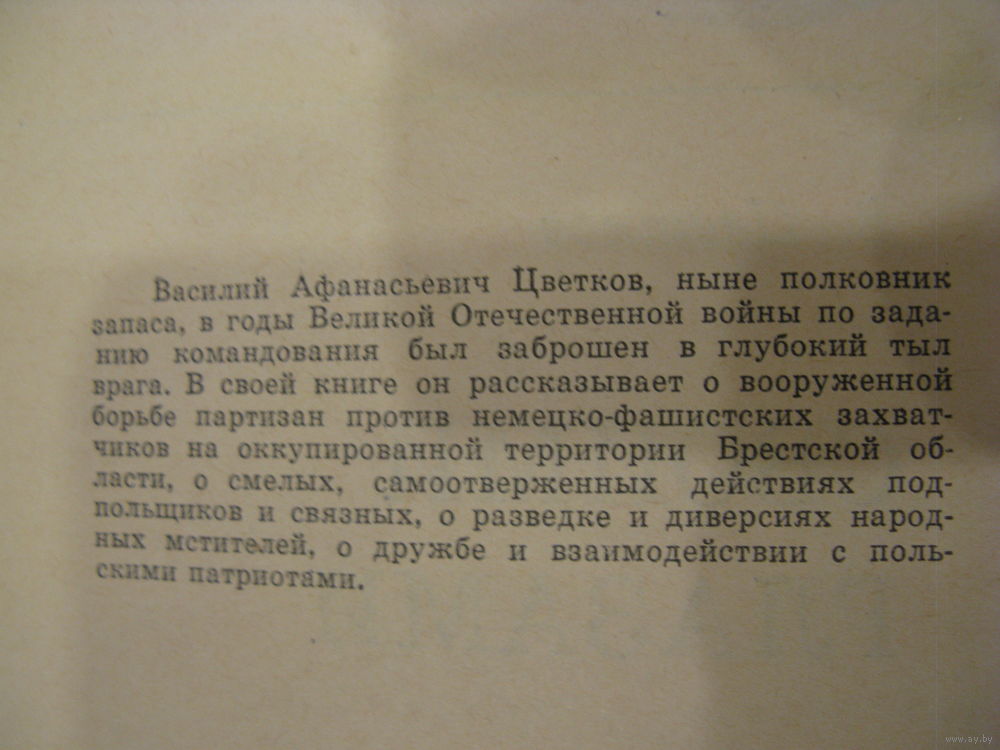 Василий Афанасьевич Цветков, ныне полковник
запаса, в годы Великой Отечественной войны по зада-
нию командования был заброшен в глубокий тыл
врага. В своей книге он рассказывает о вооруженной
борьбе партизан против немецко-фашистских захват-
чиков на оккупированной территории Брестской об-
ласти, о смелых, самоотверженных действиях под-
польщиков и связных, о разведке и диверсиях народ-
ных мстителей, о дружбе и взаимодействии с поль-
скими патриотами.
www.ay.by